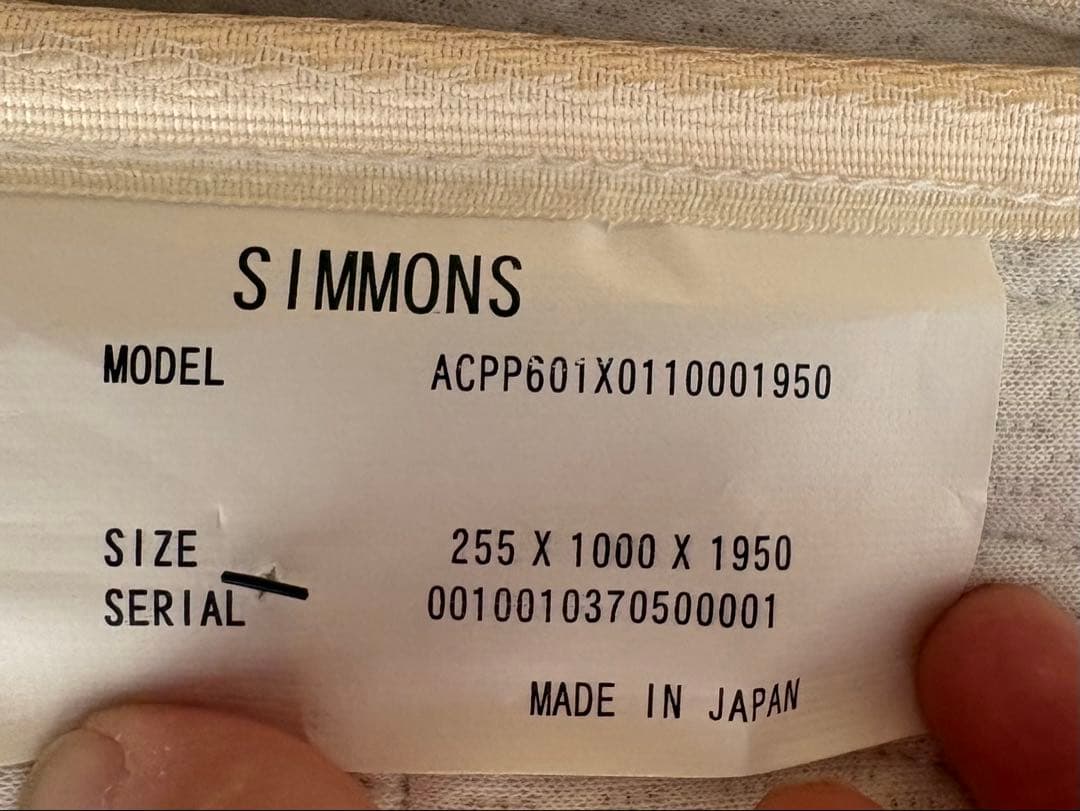 SIMMONS
MODEL ACPP601X0110001950
SIZE 255 X 1000 X 1950
SERIAL 0010010370500001
MADE IN JAPAN